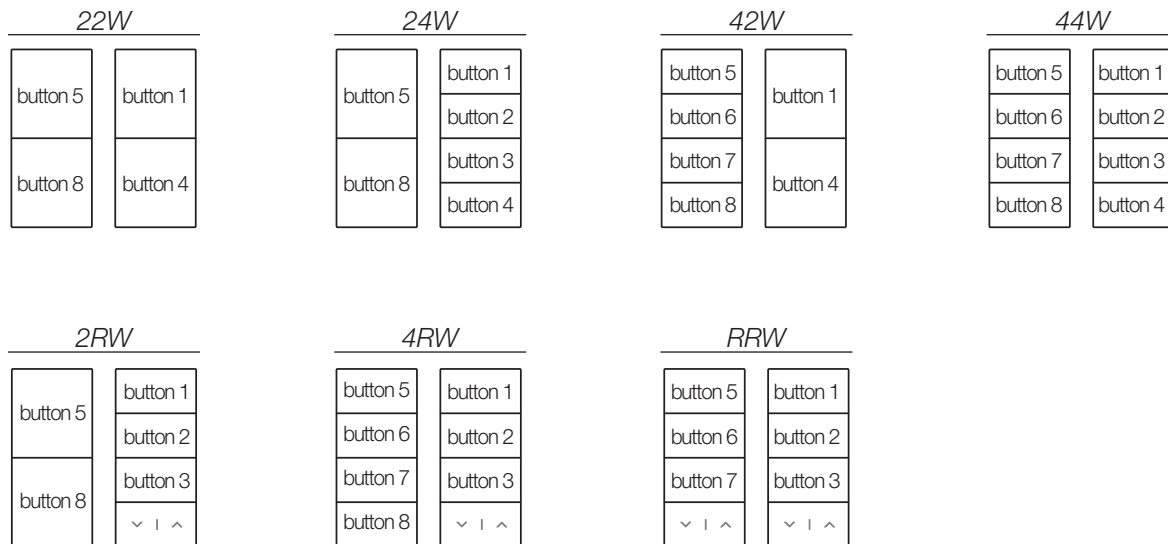 22W
button 5
button 8
button 1
button 4
24W
button 5
button 8
button 1
button 2
button 3
button 4
42W
button 5
button 6
button 7
button 8
button 1
button 4
44W
button 5
button 6
button 7
button 8
button 1
button 2
button 3
button 4
2RW
button 5
button 8
button 1
button 2
button 3
4RW
button 5
button 6
button 7
button 8
button 1
button 2
button 3
RRW
button 5
button 6
button 7
button 1
button 2
button 3